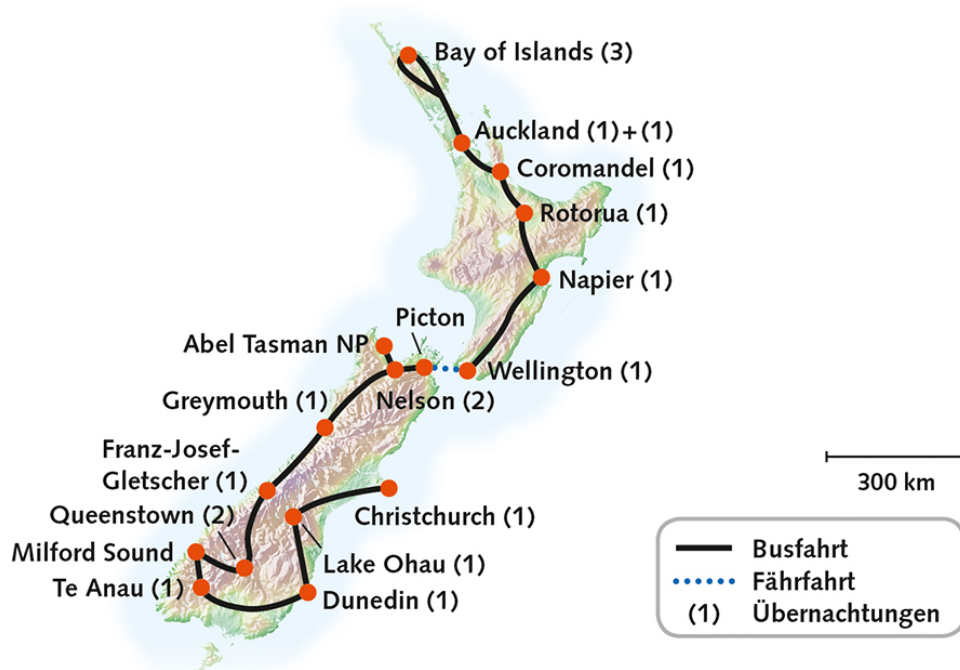 Bay of Islands (3)
Auckland (1)+(1)
Coromandel (1)
Rotorua (1)
Napier (1)
Picton
Abel Tasman NP
Wellington (1)
Greymouth (1)
Nelson (2)
Franz-Josef-
Gletscher (1)
Queenstown (2)
Christchurch (1)
Milford Sound
Lake Ohau (1)
Te Anau (1)
Dunedin (1)
300 km
Busfahrt
Fährfahrt
(1) Übernachtungen